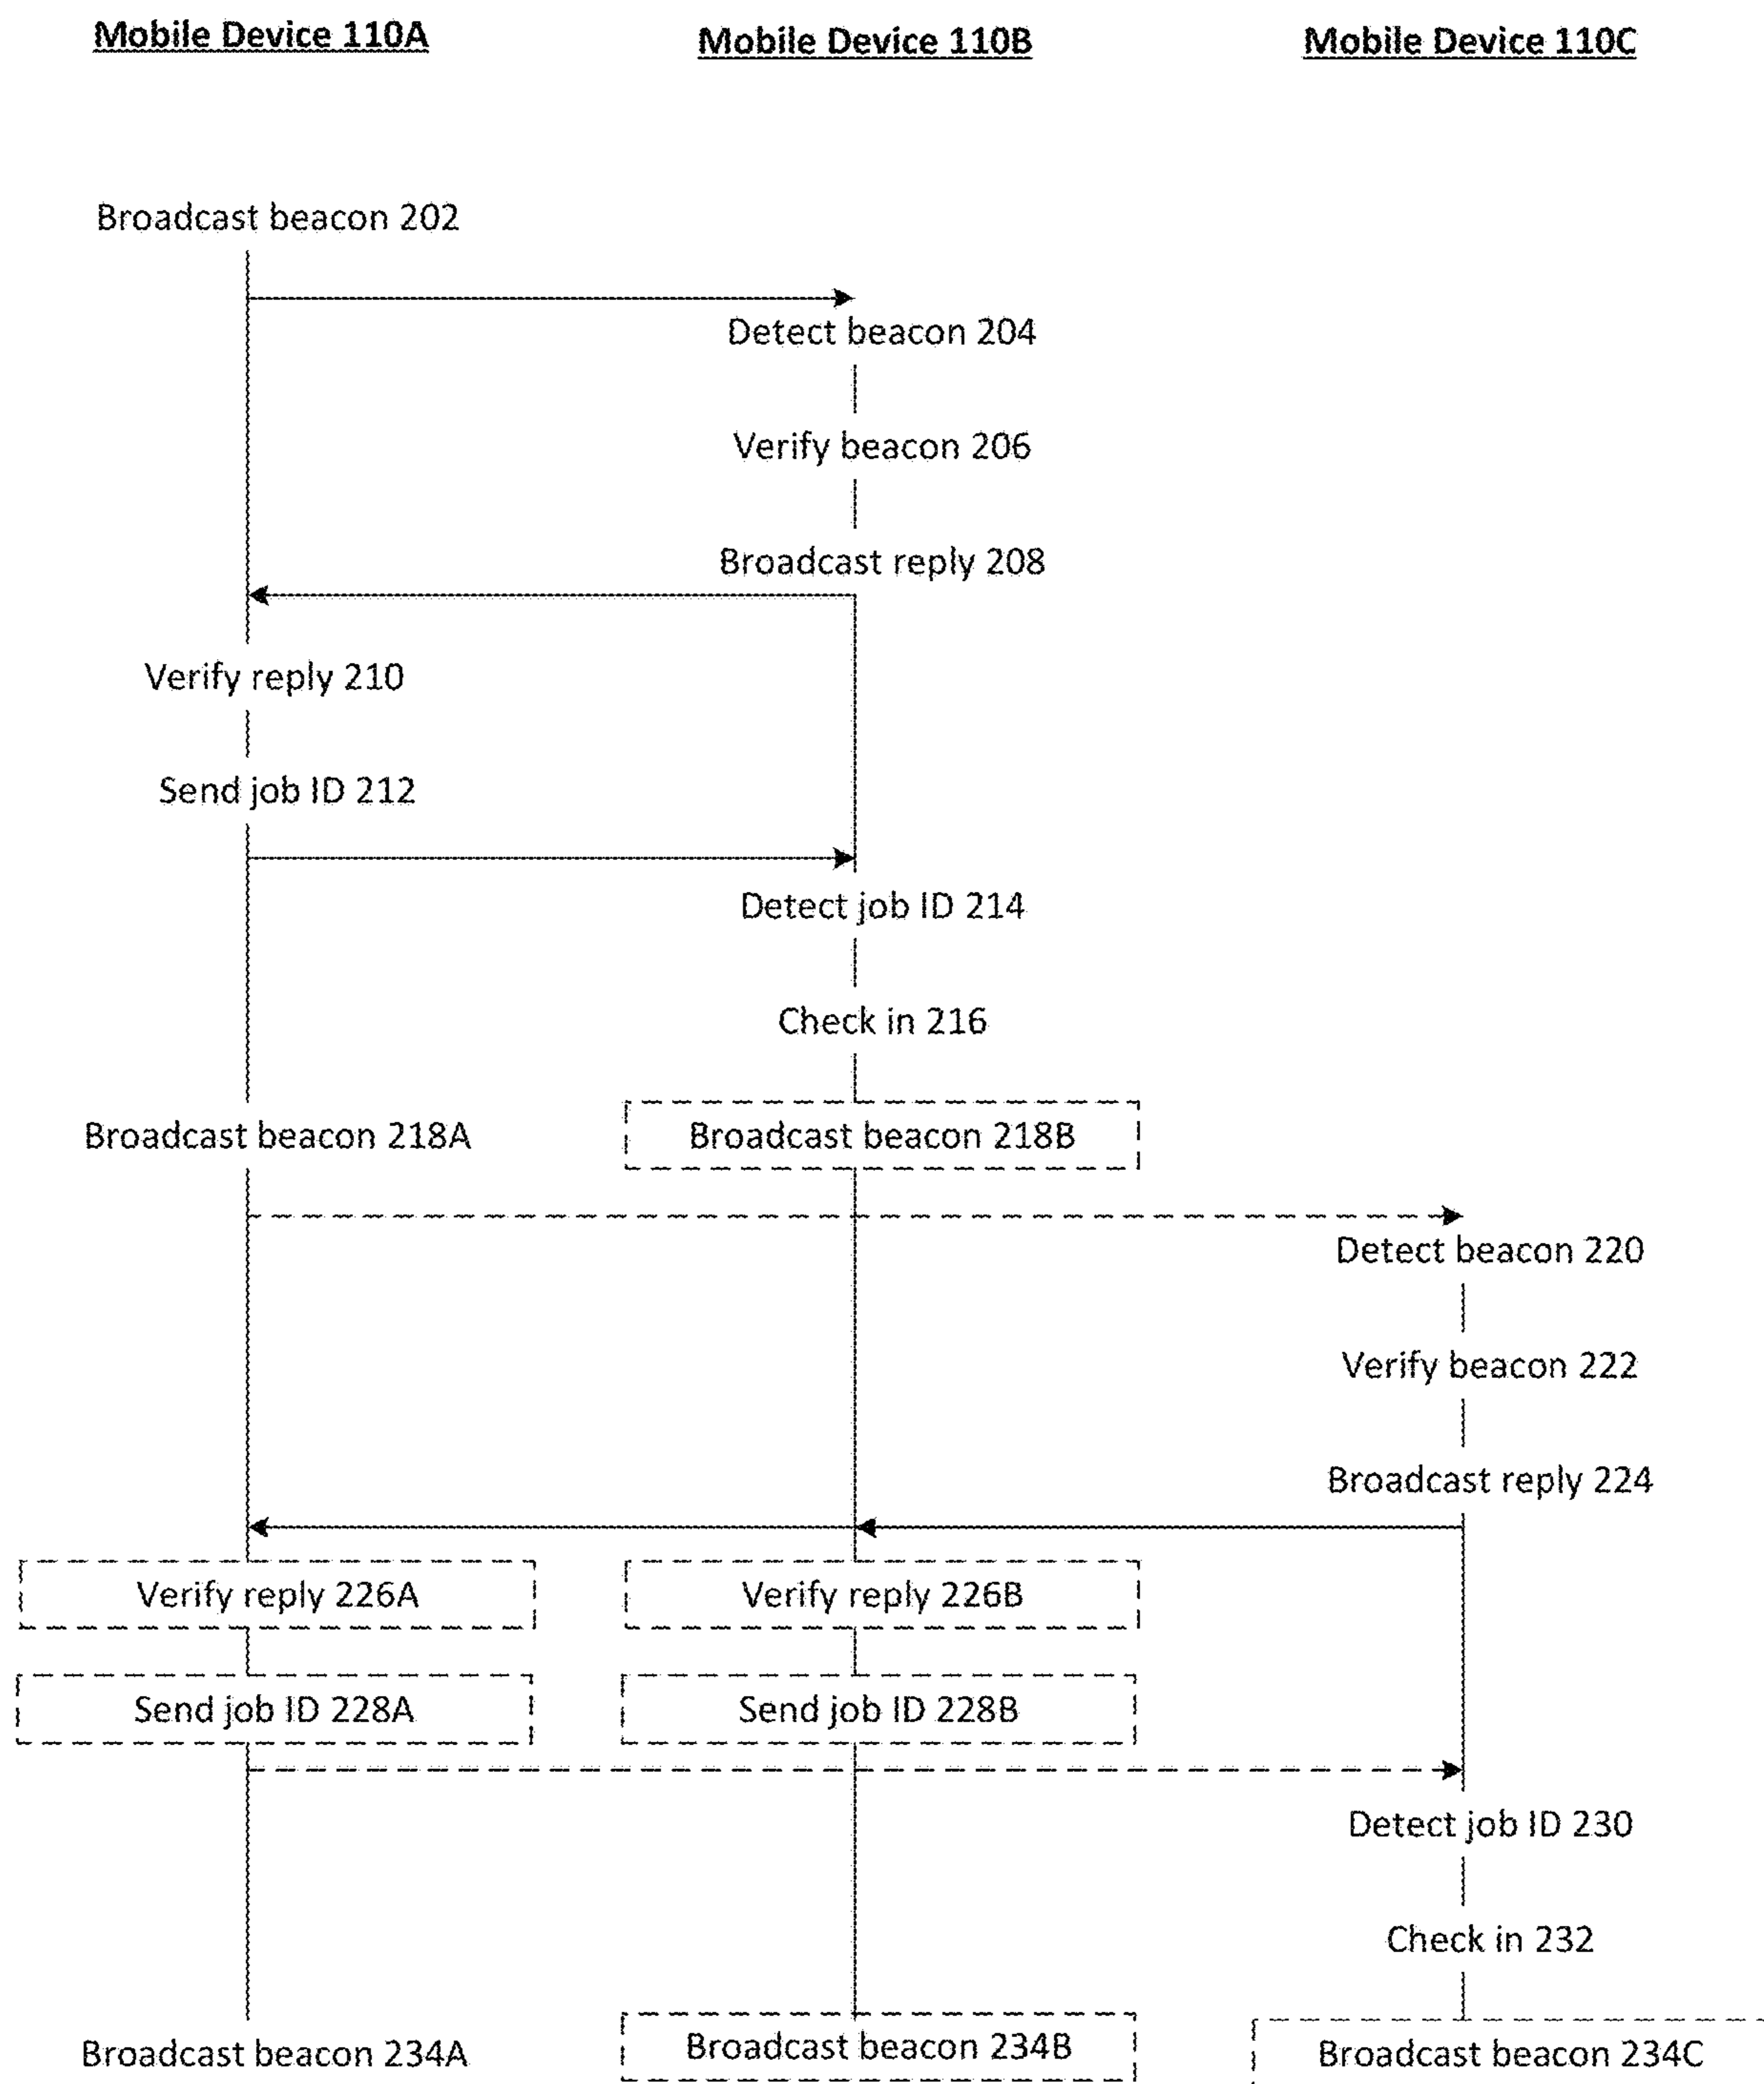 Mobile Device 110A
Mobile Device 110B
Mobile Device 110C
Broadcast beacon 202
Detect beacon 204
Verify beacon 206
Broadcast reply 208
Verify reply 210
Send job ID 212
Detect job ID 214
Check in 216
Broadcast beacon 218A
Broadcast beacon 218B
Detect beacon 220
Verify beacon 222
Broadcast reply 224
Verify reply 226A
Verify reply 226B
Send job ID 228A
Send job ID 228B
Detect job ID 230
Check in 232
Broadcast beacon 234A
Broadcast beacon 234B
Broadcast beacon 234C